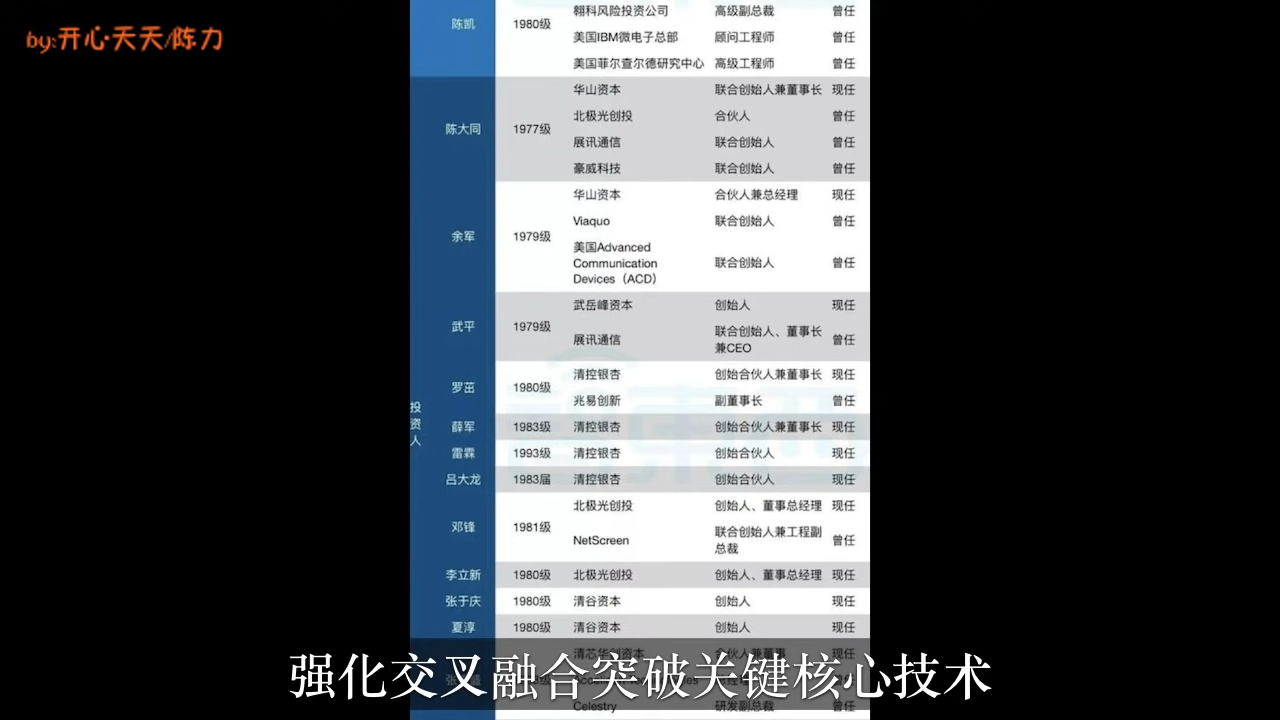 by:开心·天天/陈力
陈凯 1980级 翱科风险投资公司 高级副总裁 曾任
美国IBM微电子总部 顾问工程师 曾任
美国菲尔查尔德研究中心 高级工程师 曾任
投资人
陈大同 1977级 华山资本 联合创始人兼董事长 现任
北极光创投 合伙人 曾任
展讯通信 联合创始人 曾任
豪威科技 联合创始人 曾任
余军 1979级 华山资本 合伙人兼总经理 现任
Viaquo 联合创始人 曾任
美国Advanced
Communication
Devices（ACD） 联合创始人 曾任
武平 1979级 武岳峰资本 创始人 现任
展讯通信 联合创始人、董事长
兼CEO 曾任
罗茁 1980级 清控银杏 创始合伙人兼董事长 现任
兆易创新 副董事长 曾任
薛军 1983级 清控银杏 创始合伙人兼董事长 现任
雷霖 1993级 清控银杏 创始合伙人 现任
吕大龙 1983届 清控银杏 创始合伙人 现任
邓锋 1981级 北极光创投 创始人、董事总经理 现任
NetScreen 联合创始人兼工程副
总裁 曾任
李立新 1980级 北极光创投 创始人、董事总经理 现任
张于庆 1980级 清谷资本 创始人 现任
夏淳 1980级 清谷资本 创始人 现任
清芯华创资本 合伙人兼董事 现任
Celestry 研发副总裁 曾任
强化交叉融合突破关键核心技术